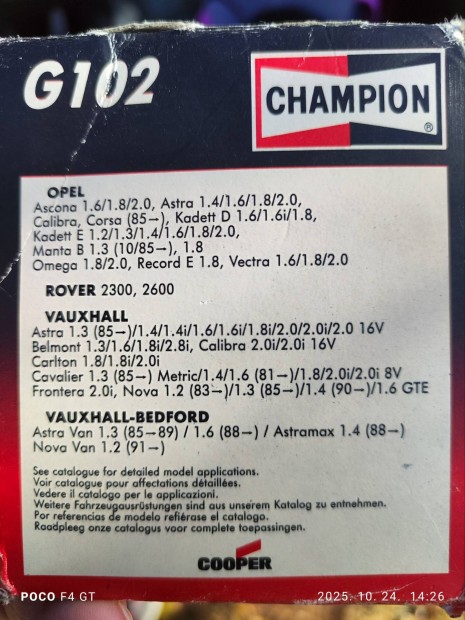 G102
CHAMPION
®
OPEL
Ascona 1.6/1.8/2.0, Astra 1.4/1.6/1.8/2.0,
Calibra, Corsa (85→), Kadett D 1.6/1.6i/1.8,
Kadett E 1.2/1.3/1.4/1.6/1.8/2.0,
Manta B 1.3 (10/85→), 1.8
Omega 1.8/2.0, Record E 1.8, Vectra 1.6/1.8/2.0
ROVER 2300, 2600
VAUXHALL
Astra 1.3 (85→)/1.4/1.4i/1.6/1.6i/1.8i/2.0/2.0i/2.0 16V
Belmont 1.3/1.6/1.8i/2.8i, Calibra 2.0i/2.0i 16V
Carlton 1.8/1.8i/2.0i
Cavalier 1.3 (85→) Metric/1.4/1.6 (81→)/1.8/2.0i/2.0i 8V
Frontera 2.0i, Nova 1.2 (83→)/1.3 (85→)/1.4 (90→)/1.6 GTE
VAUXHALL-BEDFORD
Astra Van 1.3 (85→89) / 1.6 (88→) / Astramax 1.4 (88→)
Nova Van 1.2 (91→)
See catalogue for detailed model applications.
Voir catalogue pour affectations détaillées.
Vedere il catalogo per le applicazioni.
Weitere Fahrzeugausrüstungen sind aus unserem Katalog zu entnehmen.
Por referencias de modelo refiérase el catalogo.
Raadpleeg onze catalogus voor complete toepassingen.
COOPER
POCO F4 GT
2025. 10. 24. 14:26